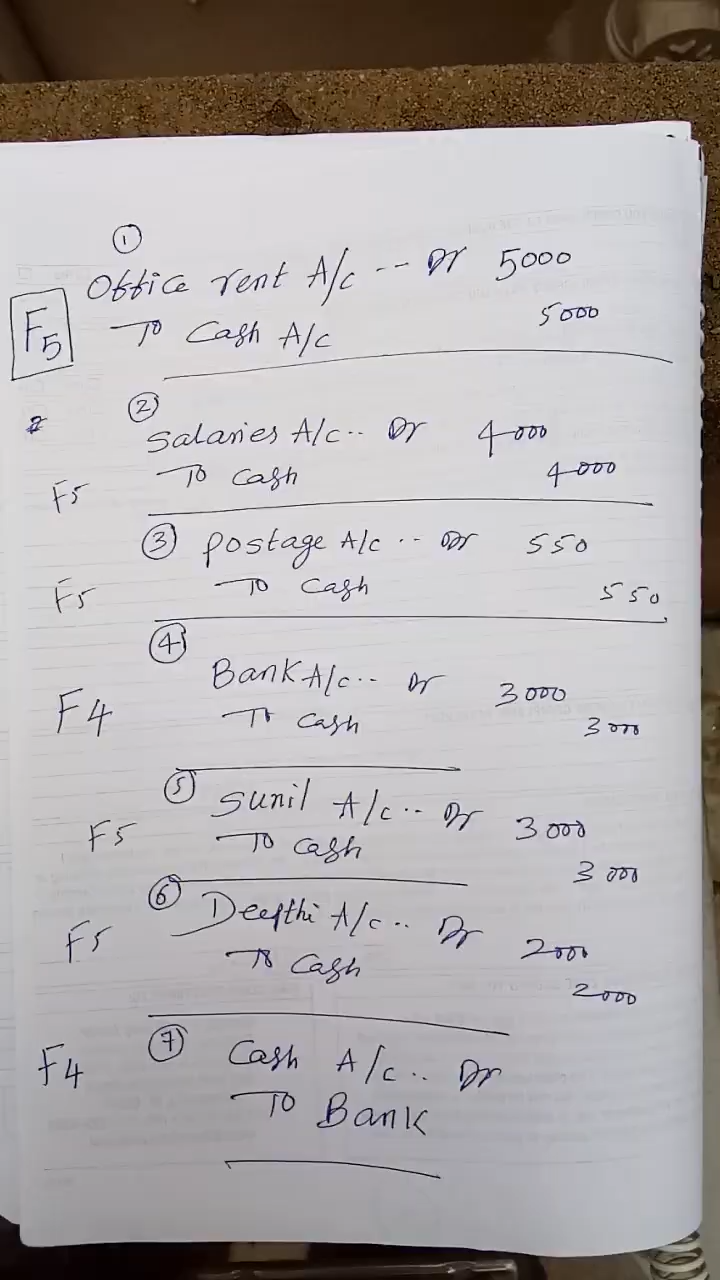 ①
Office rent A/c -- Dr 5000
F5 To Cash A/c 5000
②
Salaries A/c.. Dr 4000
F5 To Cash 4000
③ Postage A/c .. Dr 550
F5 To Cash 550
④
Bank A/c.. Dr 3000
F4 To Cash 3000
⑤ Sunil A/c.. Dr 3000
F5 To Cash 3000
⑥ Deepthi A/c.. Dr 2000
F5 To Cash 2000
F4 ⑦ Cash A/c.. Dr
To Bank